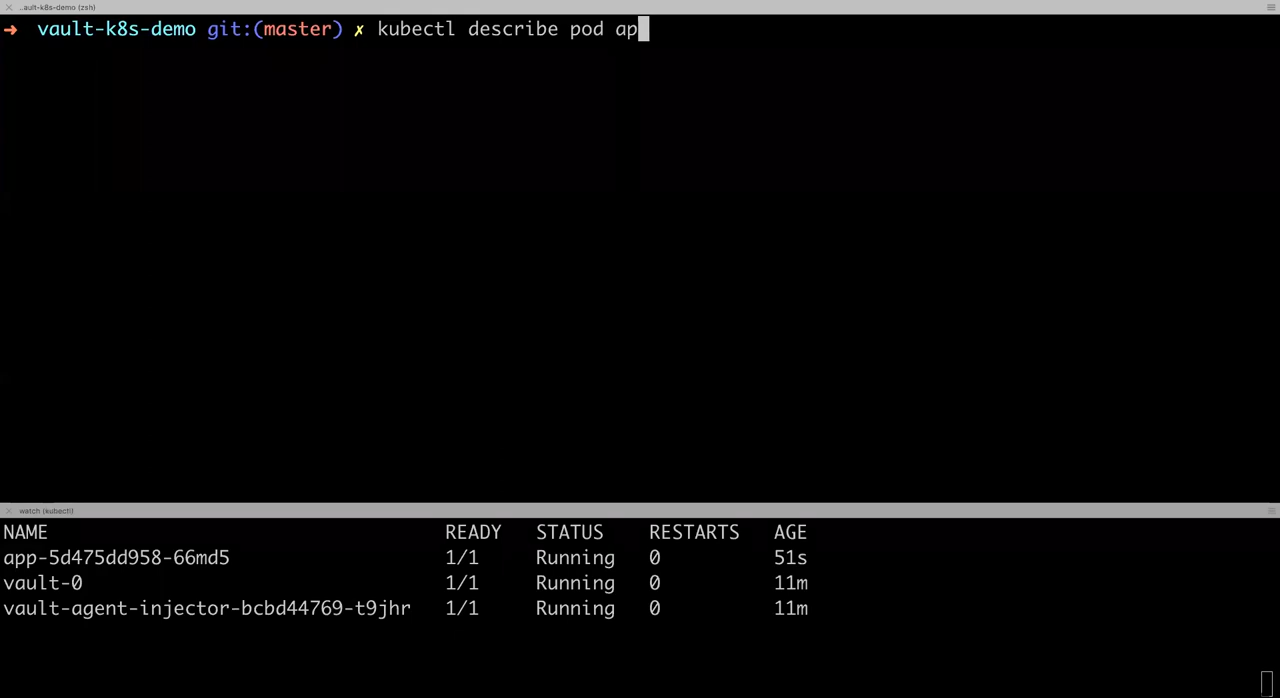 ..ault-k8s-demo (zsh)
➜ vault-k8s-demo git:(master) ✗ kubectl describe pod ap
watch (kubectl)
NAME READY STATUS RESTARTS AGE
app-5d475dd958-66md5 1/1 Running 0 51s
vault-0 1/1 Running 0 11m
vault-agent-injector-bcbd44769-t9jhr 1/1 Running 0 11m